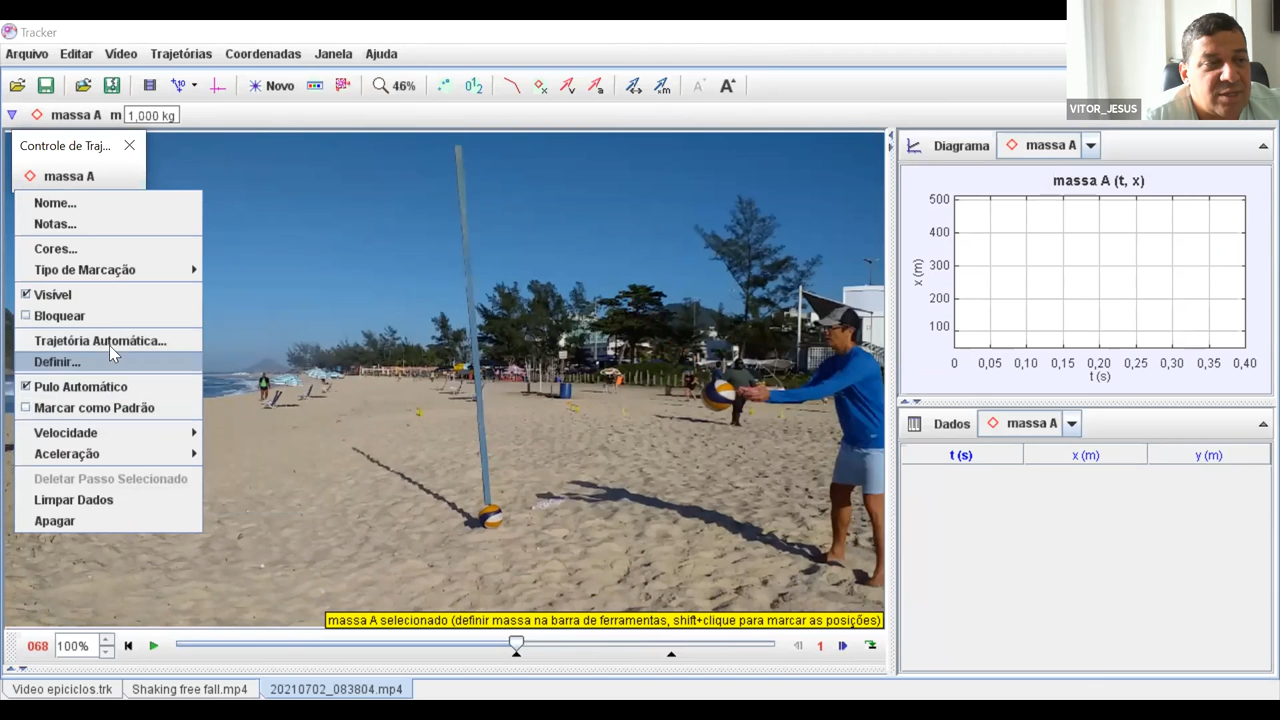 Tracker
Arquivo Editar Vídeo Trajetórias Coordenadas Janela Ajuda
Novo 46%
massa A m 1,000 kg
VITOR_JESUS
Controle de Traj...
massa A
Nome...
Notas...
Cores...
Tipo de Marcação
Visível
Bloquear
Trajetória Automática...
Definir...
Pulo Automático
Marcar como Padrão
Velocidade
Aceleração
Deletar Passo Selecionado
Limpar Dados
Apagar
massa A selecionado (definir massa na barra de ferramentas, shift+clique para marcar as posições)
068 100% 1
Diagrama massa A
massa A (t, x)
500
400
300
200
100
x (m)
0 0,05 0,10 0,15 0,20 0,25 0,30 0,35 0,40
t (s)
Dados massa A
t (s) x (m) y (m)
Video epiciclos.trk Shaking free fall.mp4 20210702_083804.mp4